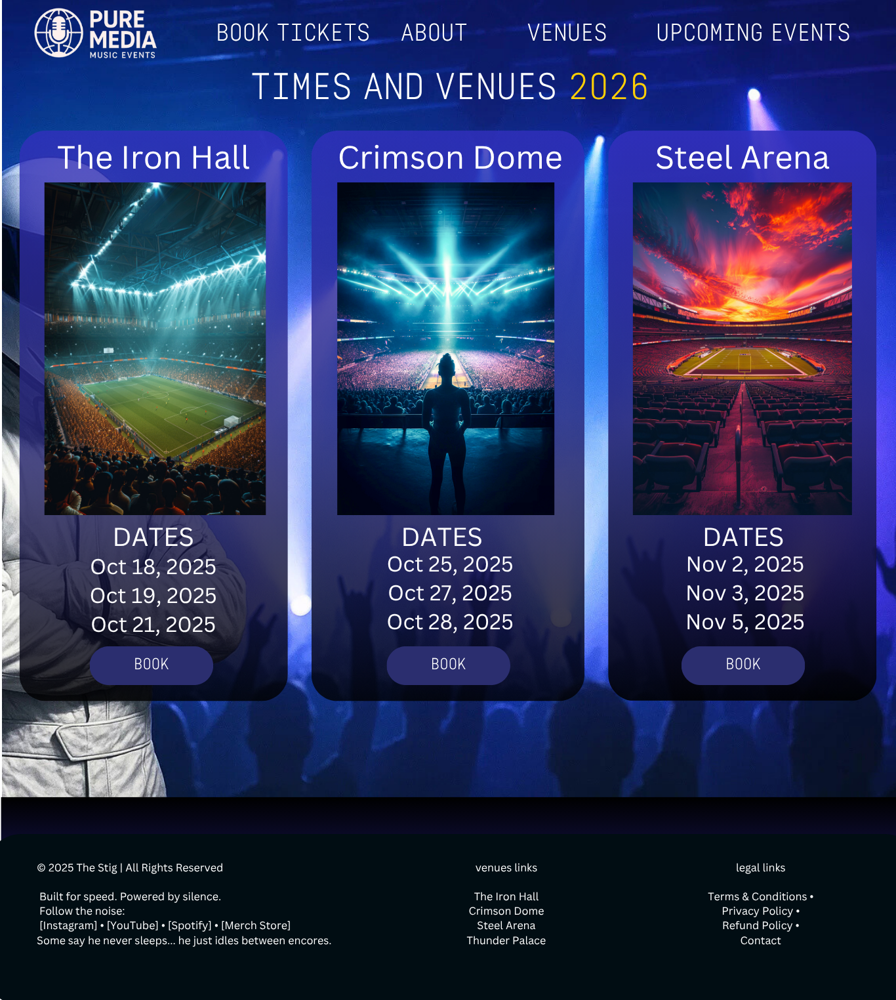 PURE
MEDIA
MUSIC EVENTS
BOOK TICKETS ABOUT VENUES UPCOMING EVENTS
TIMES AND VENUES 2026
The Iron Hall
DATES
Oct 18, 2025
Oct 19, 2025
Oct 21, 2025
BOOK
Crimson Dome
DATES
Oct 25, 2025
Oct 27, 2025
Oct 28, 2025
BOOK
Steel Arena
DATES
Nov 2, 2025
Nov 3, 2025
Nov 5, 2025
BOOK
© 2025 The Stig | All Rights Reserved
Built for speed. Powered by silence.
Follow the noise:
[Instagram] • [YouTube] • [Spotify] • [Merch Store]
Some say he never sleeps... he just idles between encores.
venues links
The Iron Hall
Crimson Dome
Steel Arena
Thunder Palace
legal links
Terms & Conditions •
Privacy Policy •
Refund Policy •
Contact